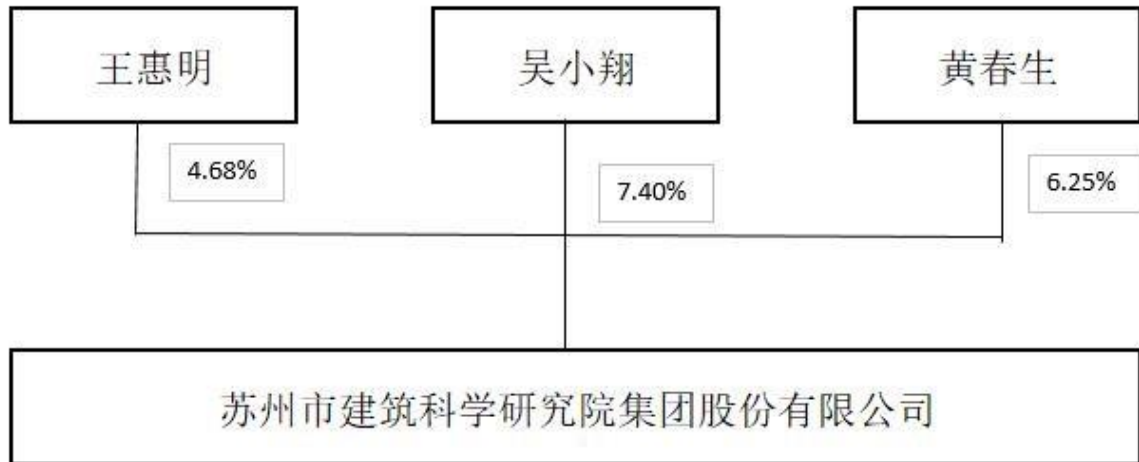 王惠明
吴小翔
黄春生
4.68%
7.40%
6.25%
苏州市建筑科学研究院集团股份有限公司